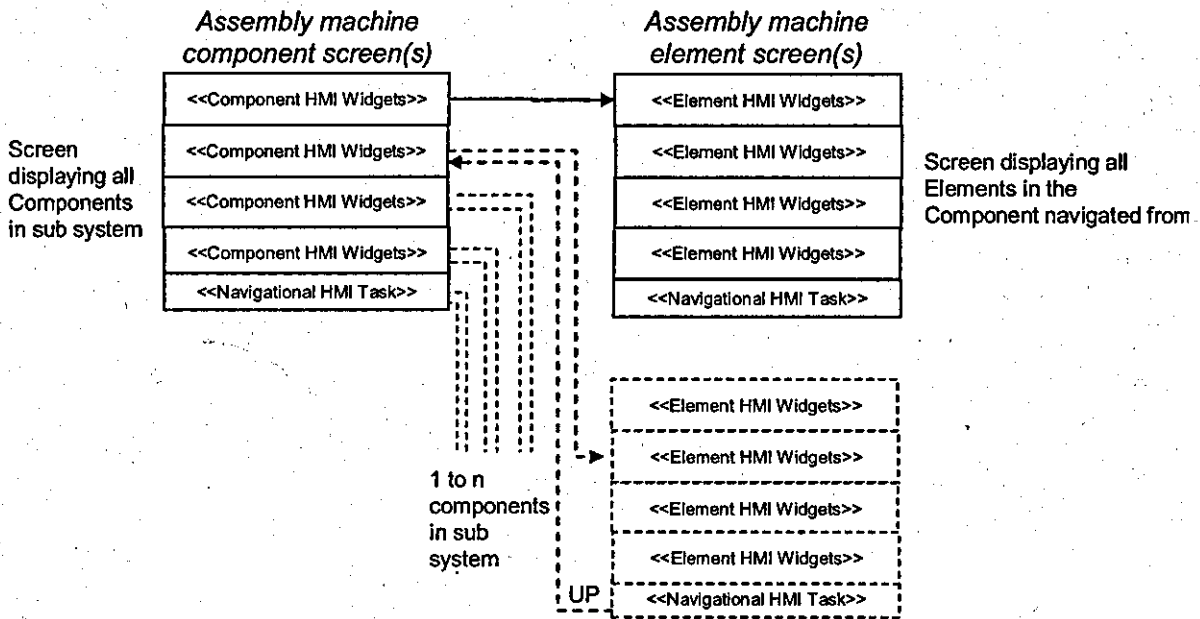 Assembly machine
component screen(s)
Assembly machine
element screen(s)
Screen
displaying all
Components
in sub system
<<Component HMI Widgets>>
<<Component HMI Widgets>>
<<Component HMI Widgets>>
<<Component HMI Widgets>>
<<Navigational HMI Task>>
<<Element HMI Widgets>>
<<Element HMI Widgets>>
<<Element HMI Widgets>>
<<Element HMI Widgets>>
<<Navigational HMI Task>>
Screen displaying all
Elements in the
Component navigated from
1 to n
components
in sub
system
UP
<<Element HMI Widgets>>
<<Element HMI Widgets>>
<<Element HMI Widgets>>
<<Element HMI Widgets>>
<<Navigational HMI Task>>